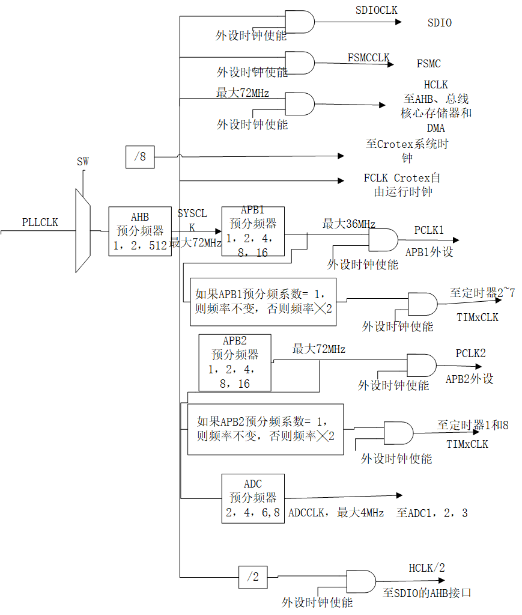 SDIOCLK
SDIO
外设时钟使能
FSMCCLK
FSMC
外设时钟使能
最大72MHz
HCLK
至AHB、总线
核心存储器和
DMA
外设时钟使能
/8
至Crotex系统时
钟
SW
FCLK Crotex自
由运行时钟
PLLCLK
AHB
预分频器
1, 2, 512
SYSCL
K
最大72MHz
APB1
预分频器
1, 2, 4,
8, 16
最大36MHz
PCLK1
APB1外设
外设时钟使能
如果APB1预分频系数= 1,
则频率不变, 否则频率×2
至定时器2~7
TIMxCLK
外设时钟使能
APB2
预分频器
1, 2, 4,
8, 16
最大72MHz
PCLK2
APB2外设
外设时钟使能
如果APB2预分频系数= 1,
则频率不变, 否则频率×2
至定时器1和8
TIMxCLK
外设时钟使能
ADC
预分频器
2, 4, 6,8
ADCCLK, 最大4MHz 至ADC1, 2, 3
/2
HCLK/2
至SDIO的AHB接口
外设时钟使能